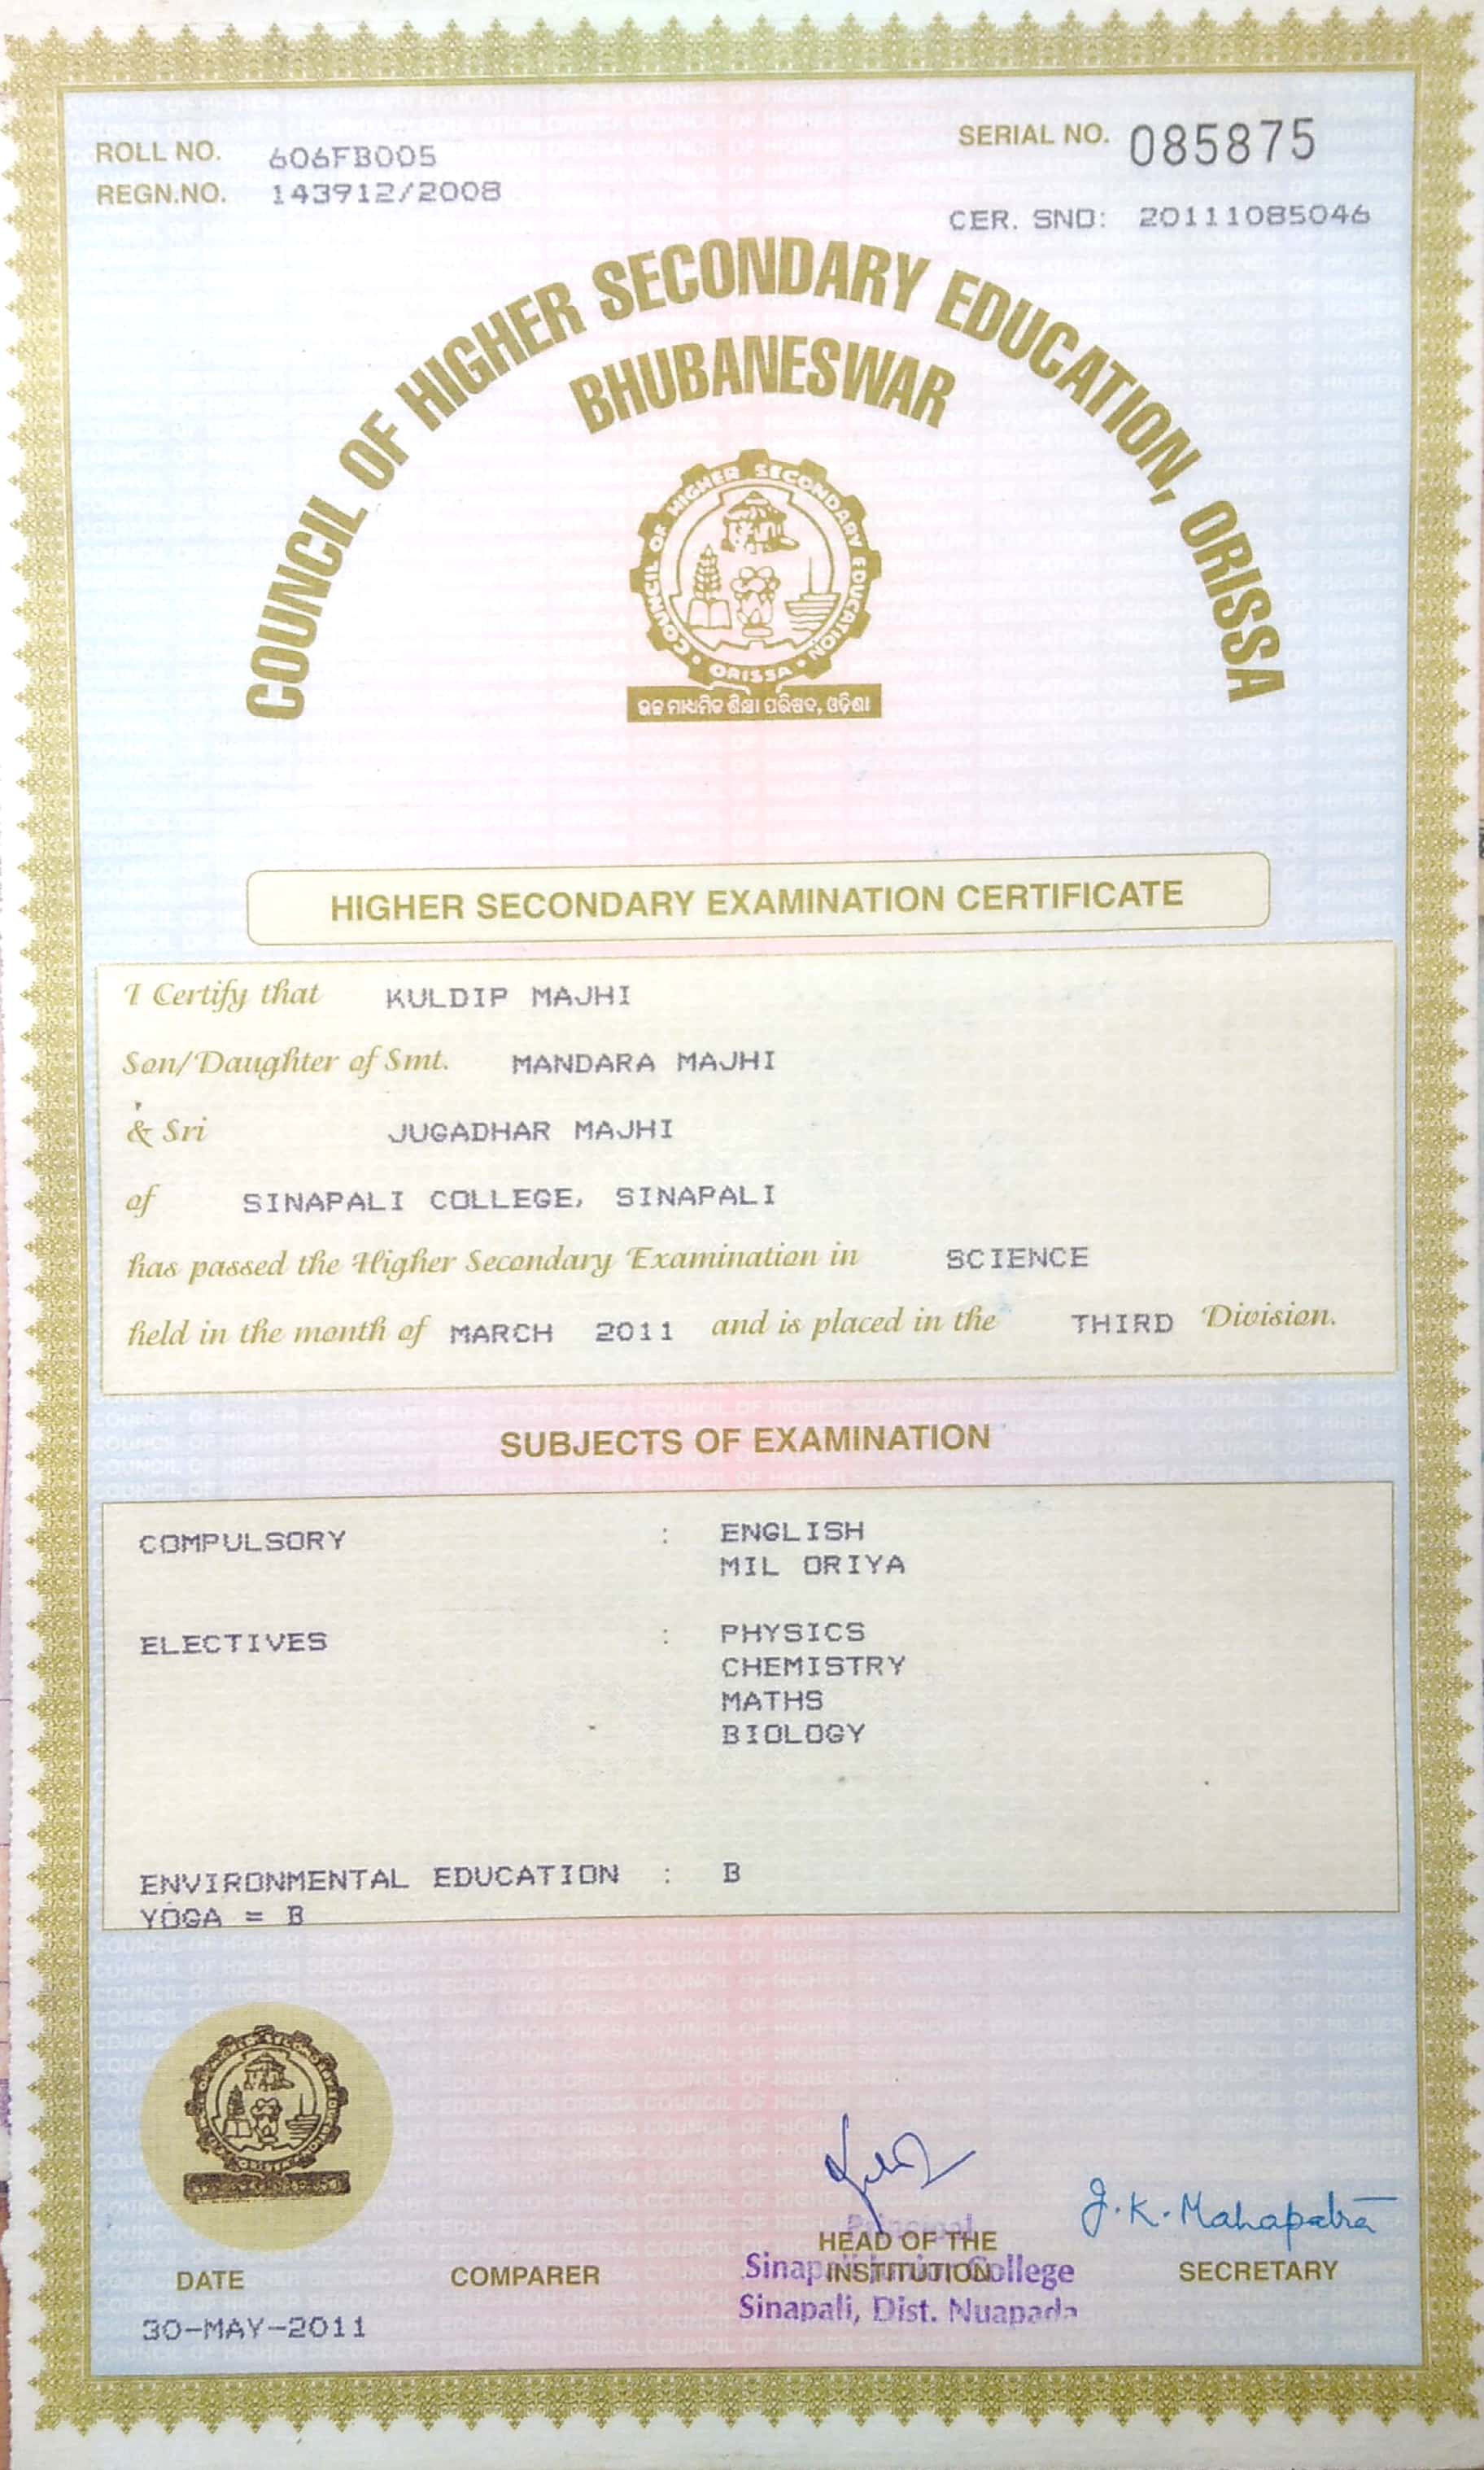 ROLL NO. 606FB005
REGN.NO. 143912/2008
SERIAL NO. 085875
CER. SNO: 20111085046
COUNCIL OF HIGHER SECONDARY EDUCATION, ORISSA
BHUBANESWAR
COUNCIL OF HIGHER SECONDARY EDUCATION
• ORISSA •
ଉଚ୍ଚ ମାଧ୍ୟମିକ ଶିକ୍ଷା ପରିଷଦ, ଓଡ଼ିଶା
HIGHER SECONDARY EXAMINATION CERTIFICATE
I Certify that KULDIP MAJHI
Son/Daughter of Smt. MANDARA MAJHI
& Sri JUGADHAR MAJHI
of SINAPALI COLLEGE, SINAPALI
has passed the Higher Secondary Examination in SCIENCE
held in the month of MARCH 2011 and is placed in the THIRD Division.
SUBJECTS OF EXAMINATION
COMPULSORY : ENGLISH
MIL ORIYA
ELECTIVES : PHYSICS
CHEMISTRY
MATHS
BIOLOGY
ENVIRONMENTAL EDUCATION : B
YOGA = B
J.K. Mahapatra
Principal
HEAD OF THE
INSTITUTION
Sinapali Junior College
Sinapali, Dist. Nuapada
SECRETARY
COMPARER
DATE
30-MAY-2011